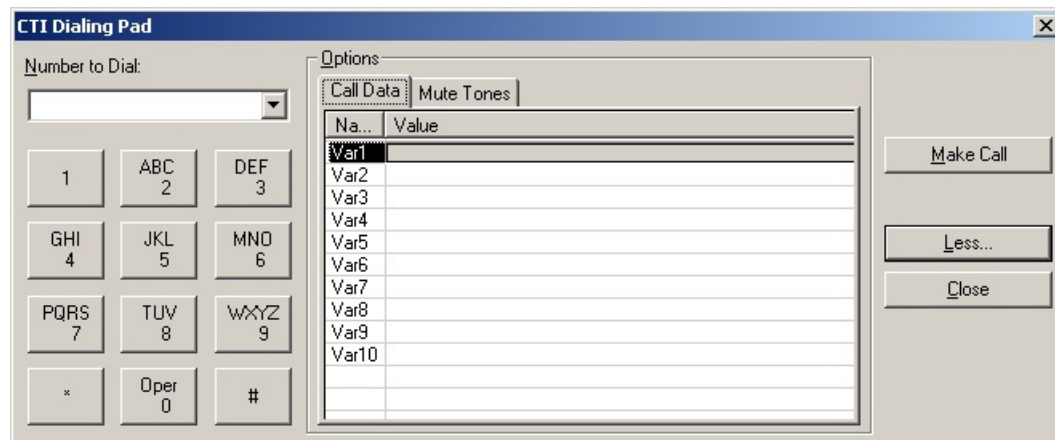 CTI Dialing Pad
Number to Dial:
1
ABC
2
DEF
3
GHI
4
JKL
5
MNO
6
PQRS
7
TUV
8
WXYZ
9
*
Oper
0
#
Options
Call Data Mute Tones
Na... Value
Var1
Var2
Var3
Var4
Var5
Var6
Var7
Var8
Var9
Var10
Make Call
Less...
Close